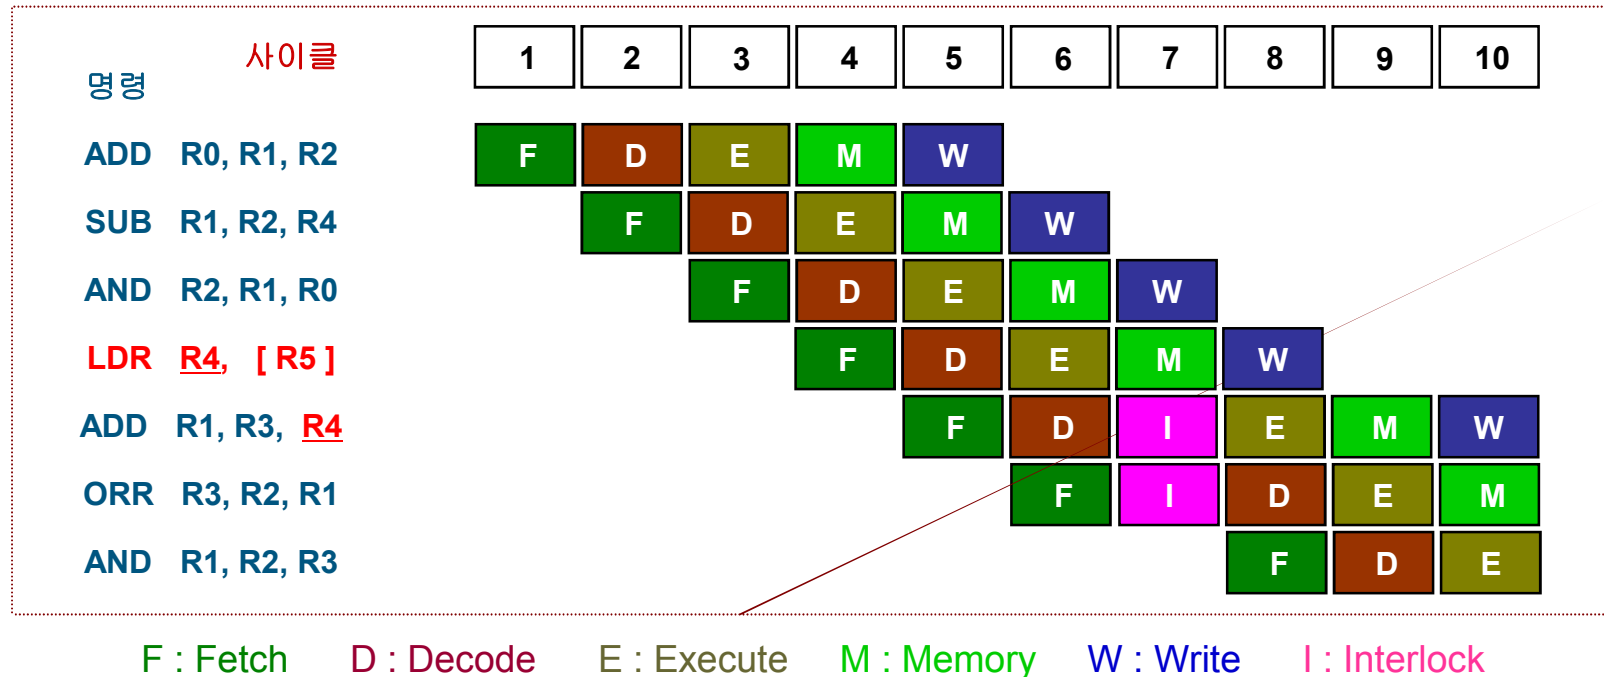 사이클 1 2 3 4 5 6 7 8 9 10
명령
ADD R0, R1, R2 F D E M W
SUB R1, R2, R4 F D E M W
AND R2, R1, R0 F D E M W
LDR R4, [ R5 ] F D E M W
ADD R1, R3, R4 F D I E M W
ORR R3, R2, R1 F I D E M
AND R1, R2, R3 F D E
F : Fetch D : Decode E : Execute M : Memory W : Write I : Interlock